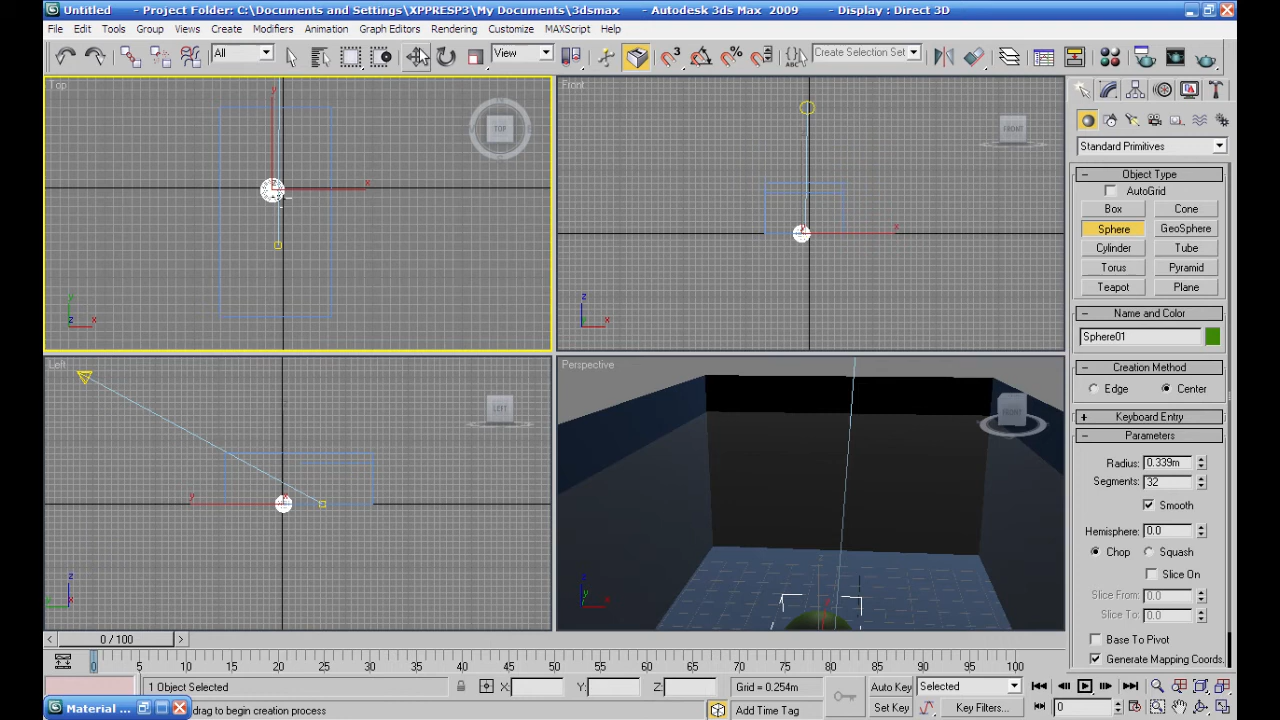 Untitled - Project Folder: C:\Documents and Settings\XPPRESP3\My Documents\3dsmax - Autodesk 3ds Max 2009 - Display : Direct 3D
File Edit Tools Group Views Create Modifiers Animation Graph Editors Rendering Customize MAXScript Help
All View Create Selection Set
Top TOP
Front FRONT
Left LEFT
Perspective FRONT
Standard Primitives
Object Type
AutoGrid
Box Cone
Sphere GeoSphere
Cylinder Tube
Torus Pyramid
Teapot Plane
Name and Color
Sphere01
Creation Method
Edge Center
Keyboard Entry
Parameters
Radius: 0.339m
Segments: 32
Smooth
Hemisphere: 0.0
Chop Squash
Slice On
Slice From: 0.0
Slice To: 0.0
Base To Pivot
Generate Mapping Coords.
0 / 100
0 5 10 15 20 25 30 35 40 45 50 55 60 65 70 75 80 85 90 95 100
1 Object Selected X: Y: Z: Grid = 0.254m Auto Key Selected
Material ... drag to begin creation process Add Time Tag Set Key Key Filters... 0